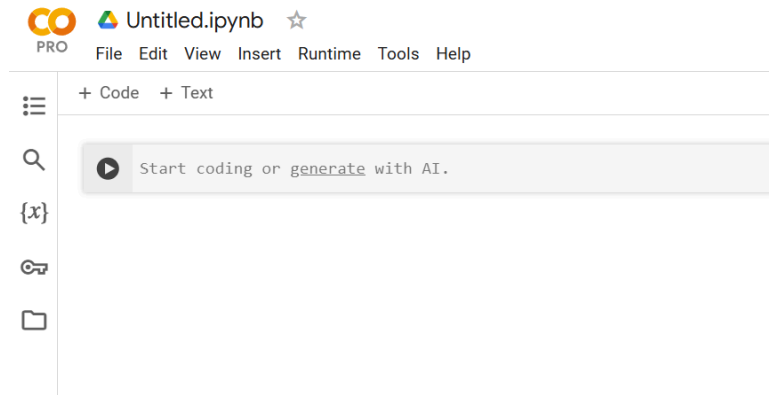 CO Untitled.ipynb
PRO File Edit View Insert Runtime Tools Help
+ Code + Text
Start coding or generate with AI.
{x}